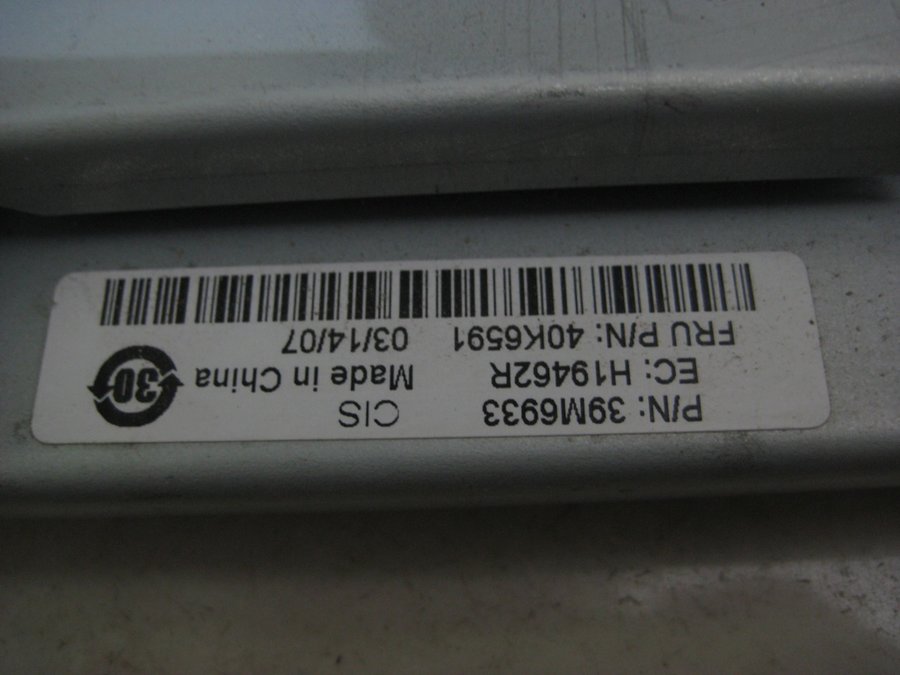 P/N: 39M6933 CIS
EC: H19462R Made in China
FRU P/N: 40K6591 03/14/07
30